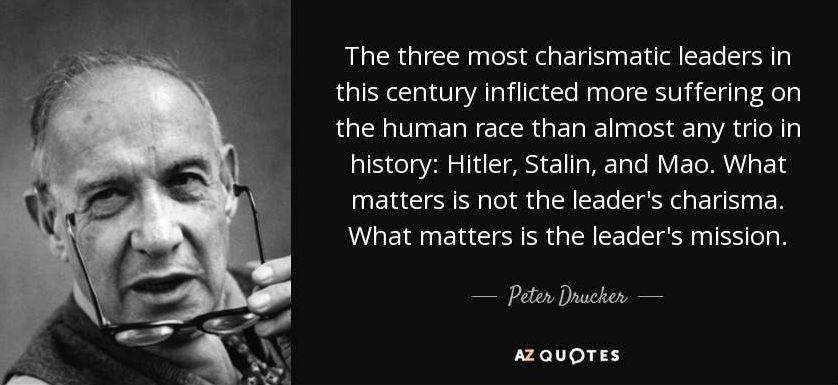 The three most charismatic leaders in
this century inflicted more suffering on
the human race than almost any trio in
history: Hitler, Stalin, and Mao. What
matters is not the leader's charisma.
What matters is the leader's mission.
Peter Drucker
AZ QUOTES